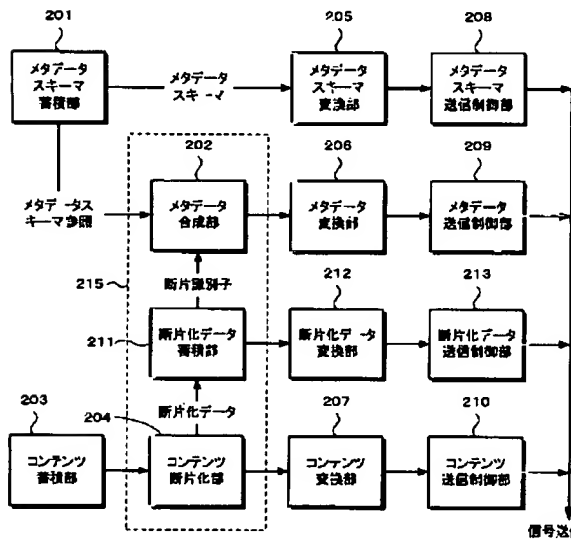 201
205
208
メタデータ
スキーマ
蓄積部
メタデータ
スキーマ
メタデータ
スキーマ
変換部
メタデータ
スキーマ
送信制御部
202
206
209
メタデータス
キーマ参照
メタデータ
合成部
メタデータ
変換部
メタデータ
送信制御部
215
断片識別子
212
213
211
断片化データ
蓄積部
断片化データ
変換部
断片化データ
送信制御部
203
204
断片化データ
207
210
コンテンツ
蓄積部
コンテンツ
断片化部
コンテンツ
変換部
コンテンツ
送信制御部
信号送信